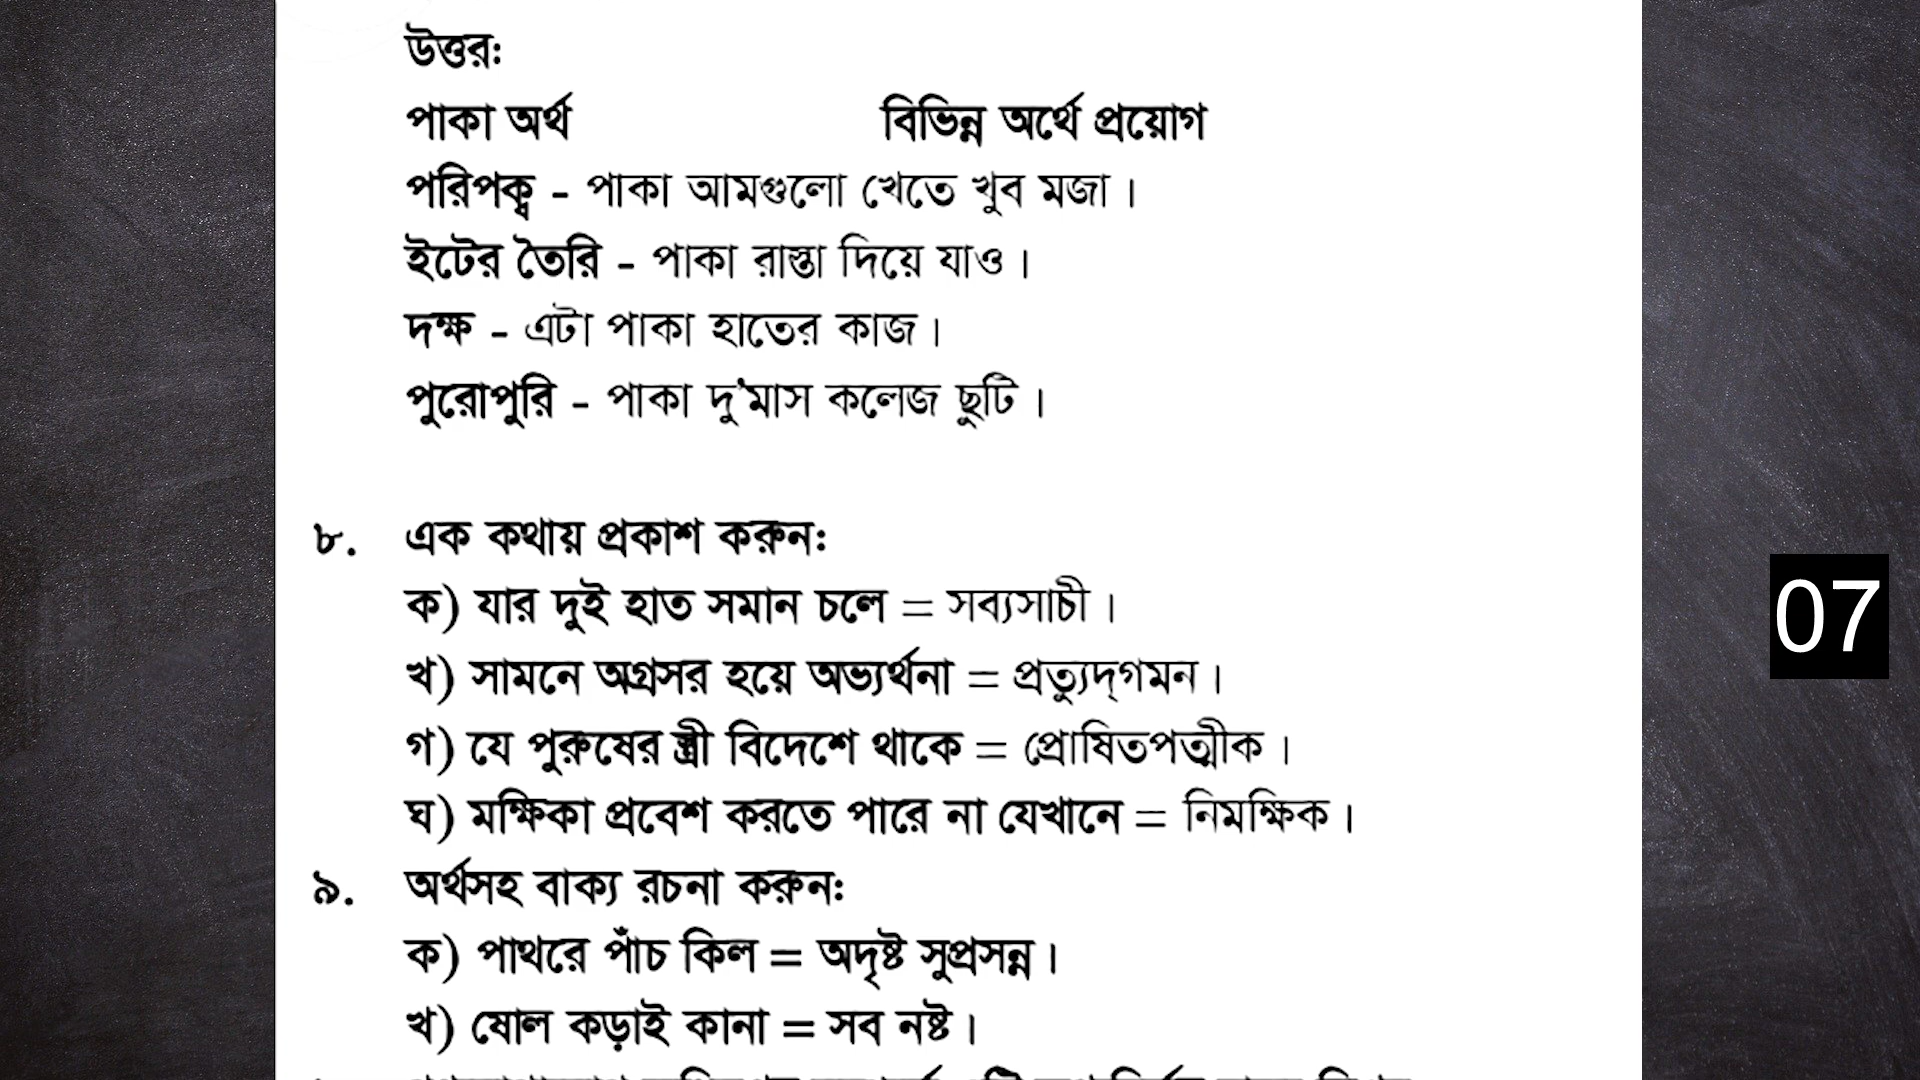 উত্তরঃ
পাকা অর্থ বিভিন্ন অর্থে প্রয়োগ
পরিপক্ব - পাকা আমগুলো খেতে খুব মজা।
ইটের তৈরি - পাকা রাস্তা দিয়ে যাও।
দক্ষ - এটা পাকা হাতের কাজ।
পুরোপুরি - পাকা দু'মাস কলেজ ছুটি।
৮. এক কথায় প্রকাশ করুনঃ
ক) যার দুই হাত সমান চলে = সব্যসাচী।
খ) সামনে অগ্রসর হয়ে অভ্যর্থনা = প্রত্যুদ্‌গমন।
গ) যে পুরুষের স্ত্রী বিদেশে থাকে = প্রোষিতপত্মীক।
ঘ) মক্ষিকা প্রবেশ করতে পারে না যেখানে = নিমক্ষিক।
07
৯. অর্থসহ বাক্য রচনা করুনঃ
ক) পাথরে পাঁচ কিল = অদৃষ্ট সুপ্রসন্ন।
খ) ষোল কড়াই কানা = সব নষ্ট।